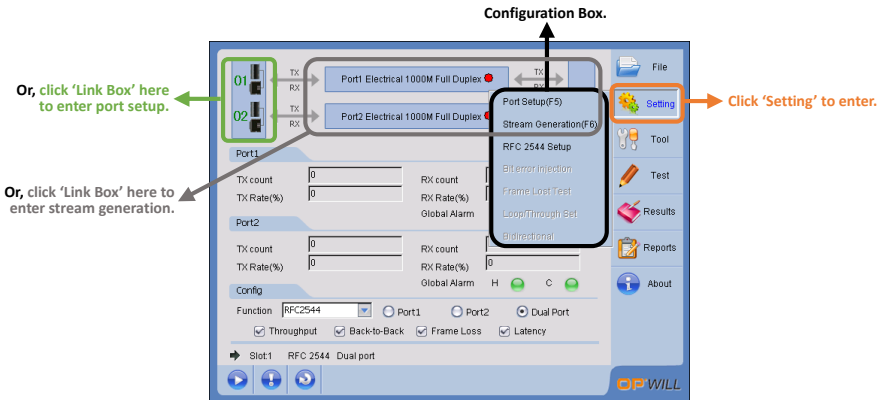 Configuration Box.
Or, click 'Link Box' here
to enter port setup.
Or, click 'Link Box' here to
enter stream generation.
Click 'Setting' to enter.
01
TX
RX
Port1 Electrical 1000M Full Duplex
TX
RX
02
TX
RX
Port2 Electrical 1000M Full Duplex
Port Setup(F5)
Stream Generation(F6)
RFC 2544 Setup
Bit error Injection
Frame Lost Test
Loop/Through Set
Bidirectional
Port1
TX count
0
RX count
TX Rate(%)
0
RX Rate(%)
Global Alarm
Port2
TX count
0
RX count
TX Rate(%)
0
RX Rate(%)
0
Global Alarm
H
C
Config
Function
RFC2544
Port1
Port2
Dual Port
Throughput
Back-to-Back
Frame Loss
Latency
Slot:1 RFC 2544 Dual port
File
Setting
Tool
Test
Results
Reports
About
OPWILL